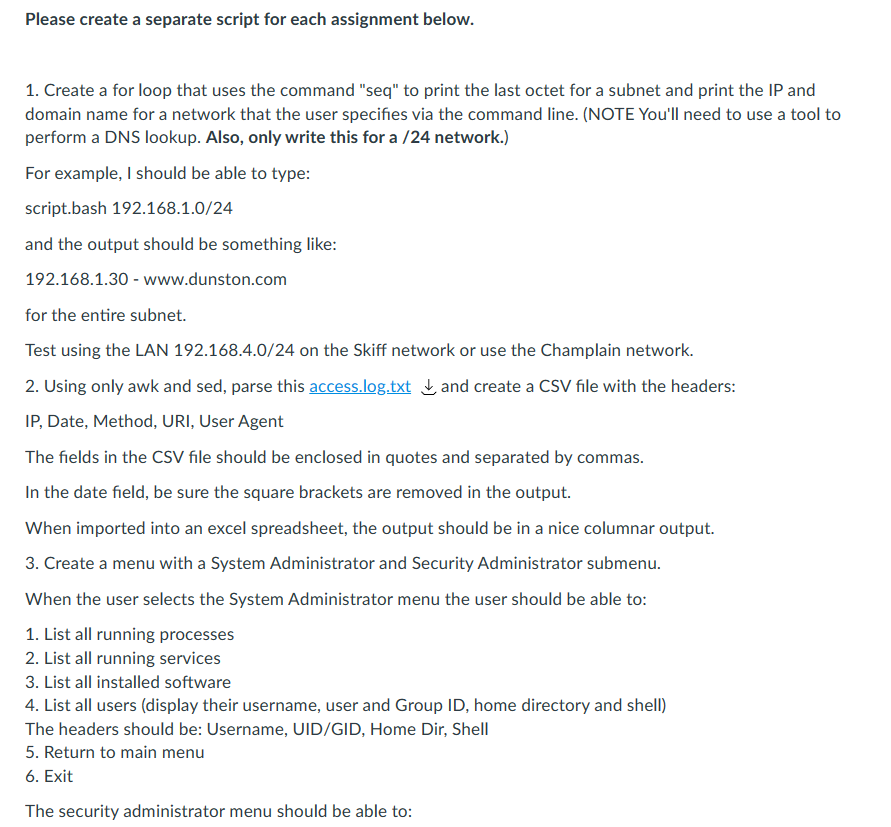 Please create a separate script for each assignment below.
1. Create a for loop that uses the command "seq" to print the last octet for a subnet and print the IP and
domain name for a network that the user specifies via the command line. (NOTE You'll need to use a tool to
perform a DNS lookup. Also, only write this for a /24 network.)
For example, I should be able to type:
script.bash 192.168.1.0/24
and the output should be something like:
192.168.1.30 - www.dunston.com
for the entire subnet.
Test using the LAN 192.168.4.0/24 on the Skiff network or use the Champlain network.
2. Using only awk and sed, parse this access.log.txt and create a CSV file with the headers:
IP, Date, Method, URI, User Agent
The fields in the CSV file should be enclosed in quotes and separated by commas.
In the date field, be sure the square brackets are removed in the output.
When imported into an excel spreadsheet, the output should be in a nice columnar output.
3. Create a menu with a System Administrator and Security Administrator submenu.
When the user selects the System Administrator menu the user should be able to:
1. List all running processes
2. List all running services
3. List all installed software
4. List all users (display their username, user and Group ID, home directory and shell)
The headers should be: Username, UID/GID, Home Dir, Shell
5. Return to main menu
6. Exit
The security administrator menu should be able to: